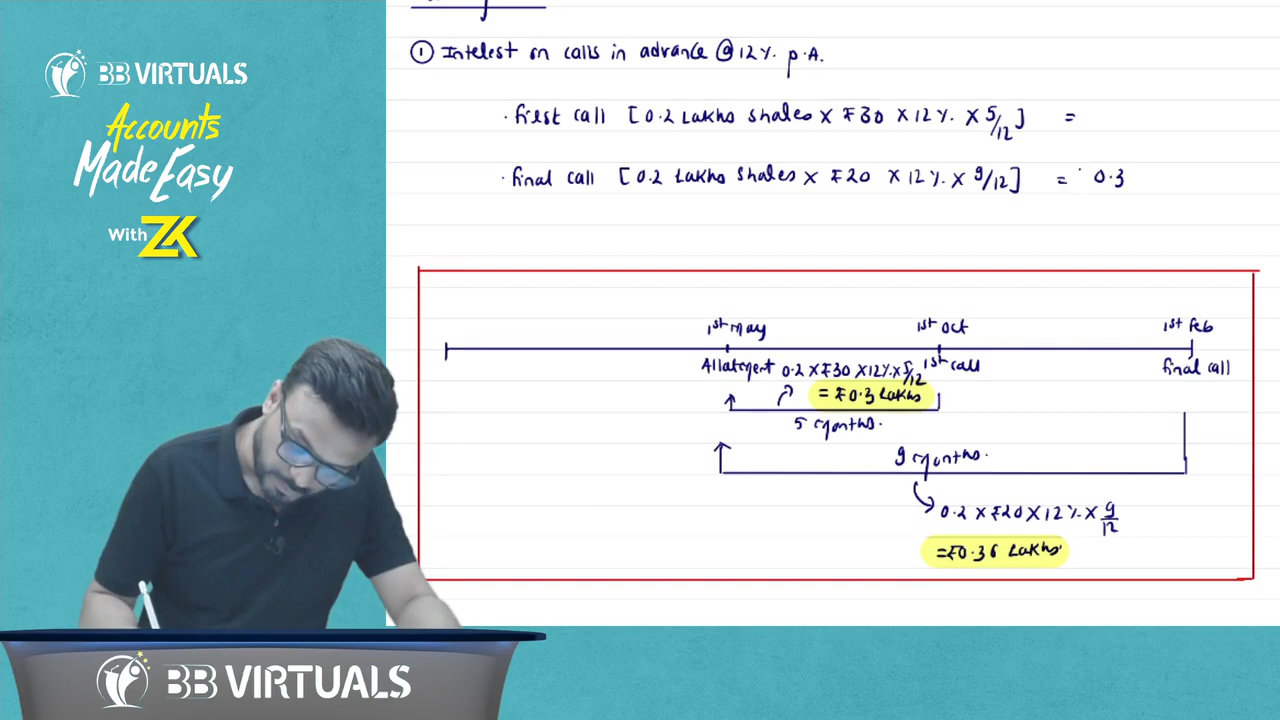 BB VIRTUALS
Accounts
Made Easy
With ZK
① Interest on calls in advance @ 12%. p.A.
· first call [0.2 Lakhs shares × ₹30 × 12%. × 5/12] =
· final call [0.2 Lakhs shares × ₹20 × 12%. × 9/12] = 0.3
1st May 1st Oct 1st Feb
Allotment 0.2 × ₹30 × 12%. × 5/12 1st call final call
= ₹0.3 Lakhs
5 months.
9 months.
0.2 × ₹20 × 12%. × 9/12
= ₹0.36 Lakhs
BB VIRTUALS